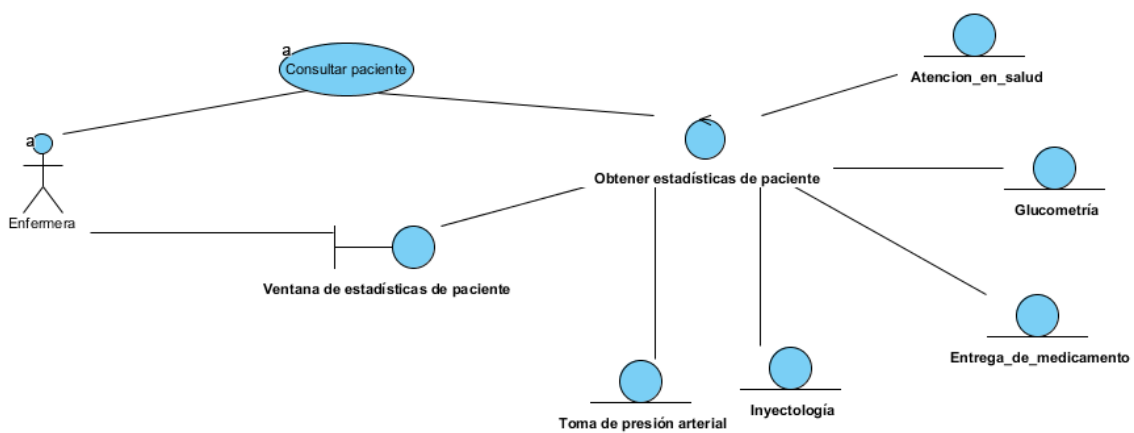 a
Consultar paciente
Atencion_en_salud
a
Enfermera
Obtener estadísticas de paciente
Glucometría
Ventana de estadísticas de paciente
Entrega_de_medicamento
Toma de presión arterial
Inyectología